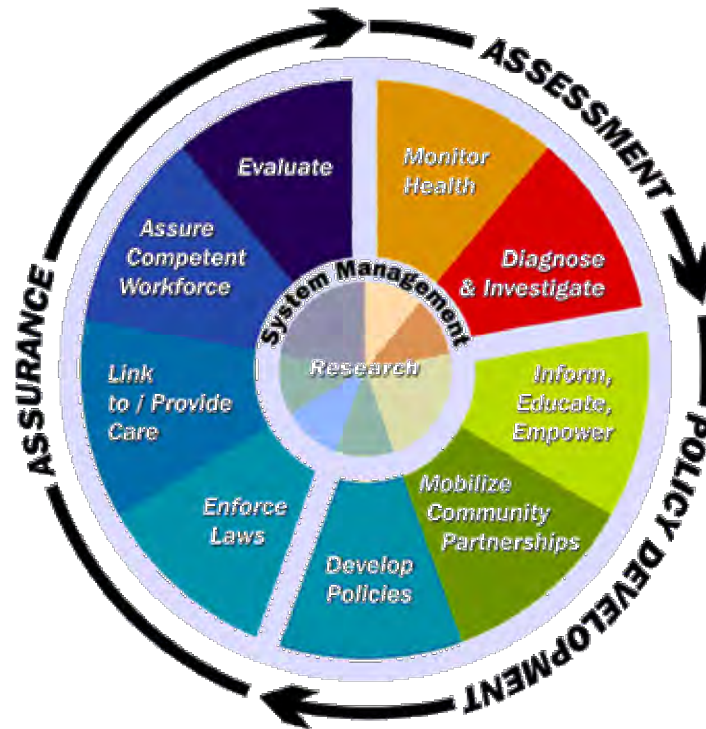 ASSESSMENT
Monitor
Health
Diagnose
& Investigate
POLICY DEVELOPMENT
Inform,
Educate,
Empower
Mobilize
Community
Partnerships
Develop
Policies
ASSURANCE
Enforce
Laws
Link
to / Provide
Care
Assure
Competent
Workforce
Evaluate
System Management
Research